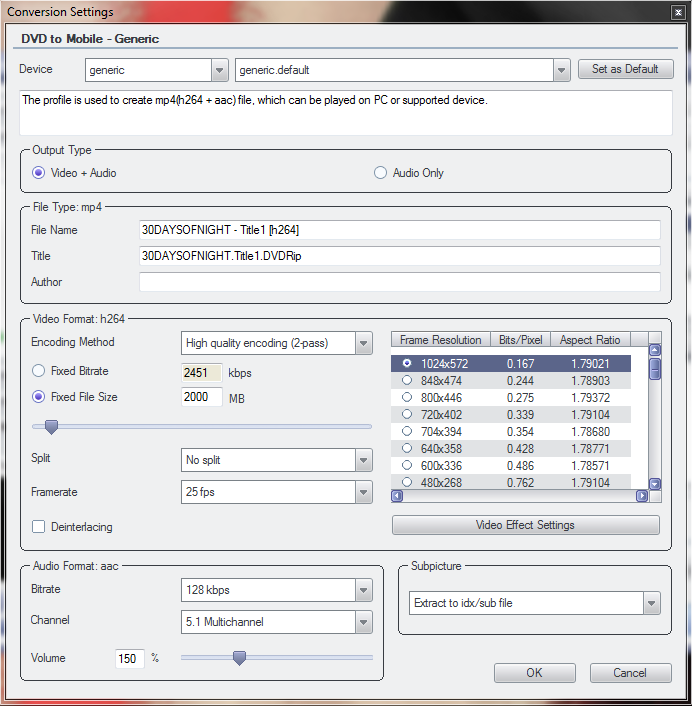 Conversion Settings
DVD to Mobile - Generic
Device generic generic.default Set as Default
The profile is used to create mp4(h264 + aac) file, which can be played on PC or supported device.
Output Type
Video + Audio Audio Only
File Type: mp4
File Name 30DAYSOFNIGHT - Title1 [h264]
Title 30DAYSOFNIGHT.Title1.DVDRip
Author
Video Format: h264
Encoding Method High quality encoding (2-pass)
Fixed Bitrate 2451 kbps
Fixed File Size 2000 MB
Split No split
Framerate 25 fps
Deinterlacing
Frame Resolution Bits/Pixel Aspect Ratio
1024x572 0.167 1.79021
848x474 0.244 1.78903
800x446 0.275 1.79372
720x402 0.339 1.79104
704x394 0.354 1.78680
640x358 0.428 1.78771
600x336 0.486 1.78571
480x268 0.762 1.79104
Video Effect Settings
Audio Format: aac
Bitrate 128 kbps
Channel 5.1 Multichannel
Volume 150 %
Subpicture
Extract to idx/sub file
OK Cancel